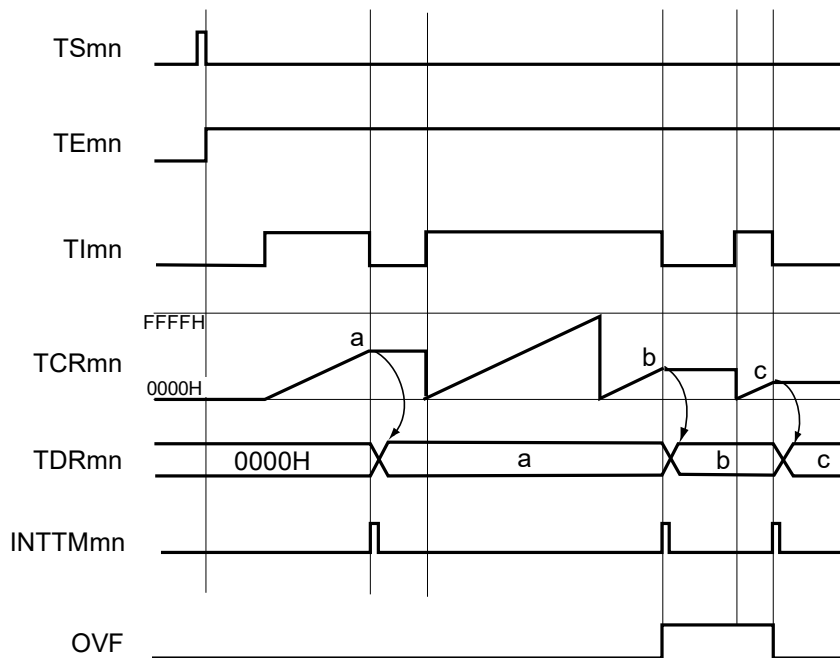 TSmn
TEmn
TImn
FFFFH
TCRmn
0000H
a
b
c
TDRmn
0000H
a
b
c
INTTMmn
OVF